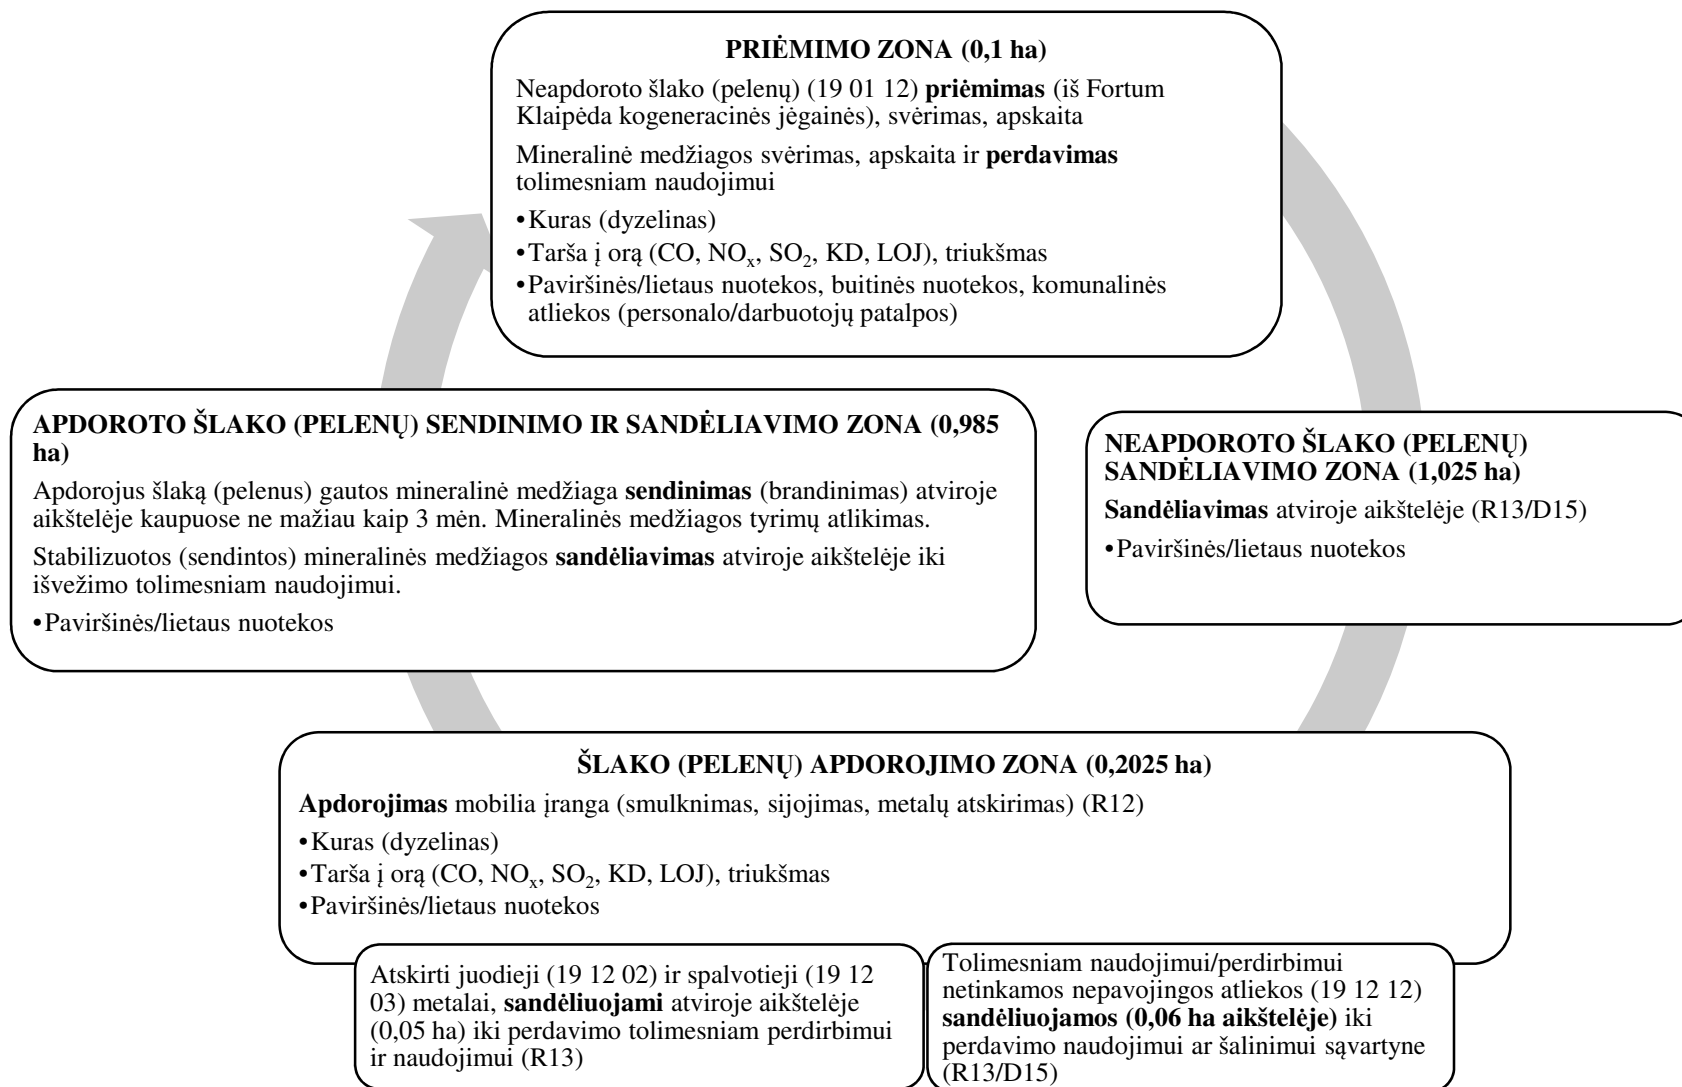 PRIĖMIMO ZONA (0,1 ha)
Neapdoroto šlako (pelenų) (19 01 12) priėmimas (iš Fortum
Klaipėda kogeneracinės jėgainės), svėrimas, apskaita
Mineralinė medžiagos svėrimas, apskaita ir perdavimas
tolimesniam naudojimui
•Kuras (dyzelinas)
•Tarša į orą (CO, NOₓ, SO₂, KD, LOJ), triukšmas
•Paviršinės/lietaus nuotekos, buitinės nuotekos, komunalinės
atliekos (personalo/darbuotojų patalpos)
NEAPDOROTO ŠLAKO (PELENŲ)
SANDĖLIAVIMO ZONA (1,025 ha)
Sandėliavimas atviroje aikštelėje (R13/D15)
•Paviršinės/lietaus nuotekos
ŠLAKO (PELENŲ) APDOROJIMO ZONA (0,2025 ha)
Apdorojimas mobilia įranga (smulknimas, sijojimas, metalų atskirimas) (R12)
•Kuras (dyzelinas)
•Tarša į orą (CO, NOₓ, SO₂, KD, LOJ), triukšmas
•Paviršinės/lietaus nuotekos
Atskirti juodieji (19 12 02) ir spalvotieji (19 12
03) metalai, sandėliuojami atviroje aikštelėje
(0,05 ha) iki perdavimo tolimesniam perdirbimui
ir naudojimui (R13)
Tolimesniam naudojimui/perdirbimui
netinkamos nepavojingos atliekos (19 12 12)
sandėliuojamos (0,06 ha aikštelėje) iki
perdavimo naudojimui ar šalinimui sąvartyne
(R13/D15)
APDOROTO ŠLAKO (PELENŲ) SENDINIMO IR SANDĖLIAVIMO ZONA (0,985
ha)
Apdorojus šlaką (pelenus) gautos mineralinė medžiaga sendinimas (brandinimas) atviroje
aikštelėje kaupuose ne mažiau kaip 3 mėn. Mineralinės medžiagos tyrimų atlikimas.
Stabilizuotos (sendintos) mineralinės medžiagos sandėliavimas atviroje aikštelėje iki
išvežimo tolimesniam naudojimui.
•Paviršinės/lietaus nuotekos